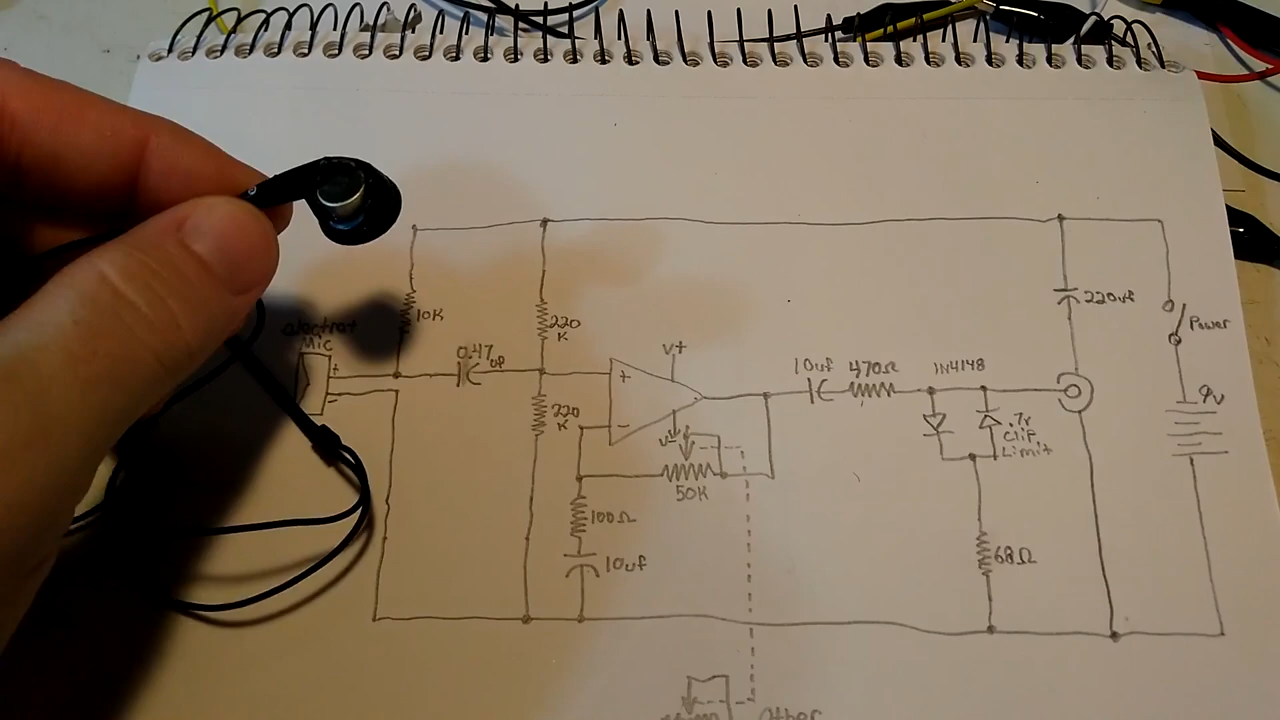 electret
Mic
+
-
10K
0.47
uf
220
K
220
K
V+
+
-
V-
50K
100Ω
10uf
10uf
470Ω
1N4148
.7v
Clip
Limit
68Ω
220uf
Power
9v
Other